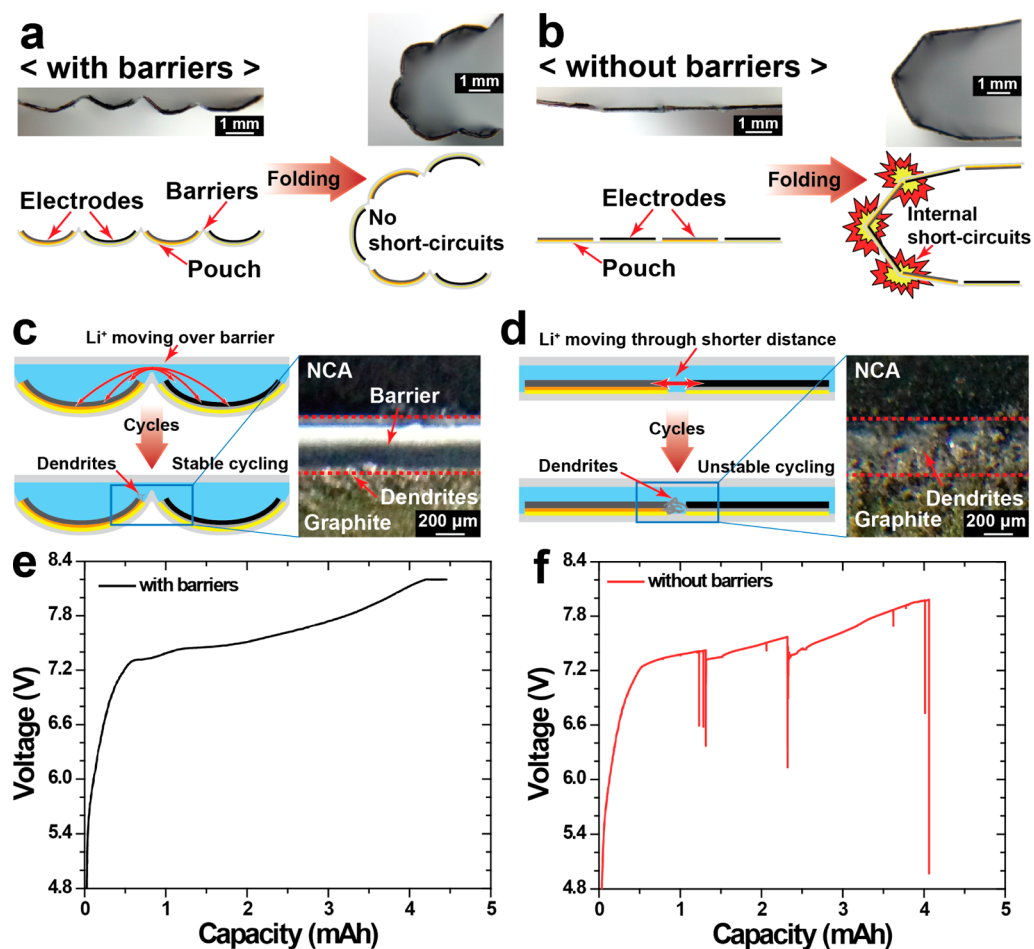 a
< with barriers >
1 mm
1 mm
Folding
Electrodes
Barriers
Pouch
No
short-circuits
b
< without barriers >
1 mm
1 mm
Folding
Electrodes
Pouch
Internal
short-circuits
c
Li⁺ moving over barrier
Cycles
Dendrites
Stable cycling
NCA
Barrier
Dendrites
Graphite
200 μm
d
Li⁺ moving through shorter distance
Cycles
Dendrites
Unstable cycling
NCA
Dendrites
Graphite
200 μm
e
with barriers
8.4
7.8
7.2
6.6
6.0
5.4
4.8
Voltage (V)
0 1 2 3 4 5
Capacity (mAh)
f
without barriers
8.4
7.8
7.2
6.6
6.0
5.4
4.8
Voltage (V)
0 1 2 3 4 5
Capacity (mAh)